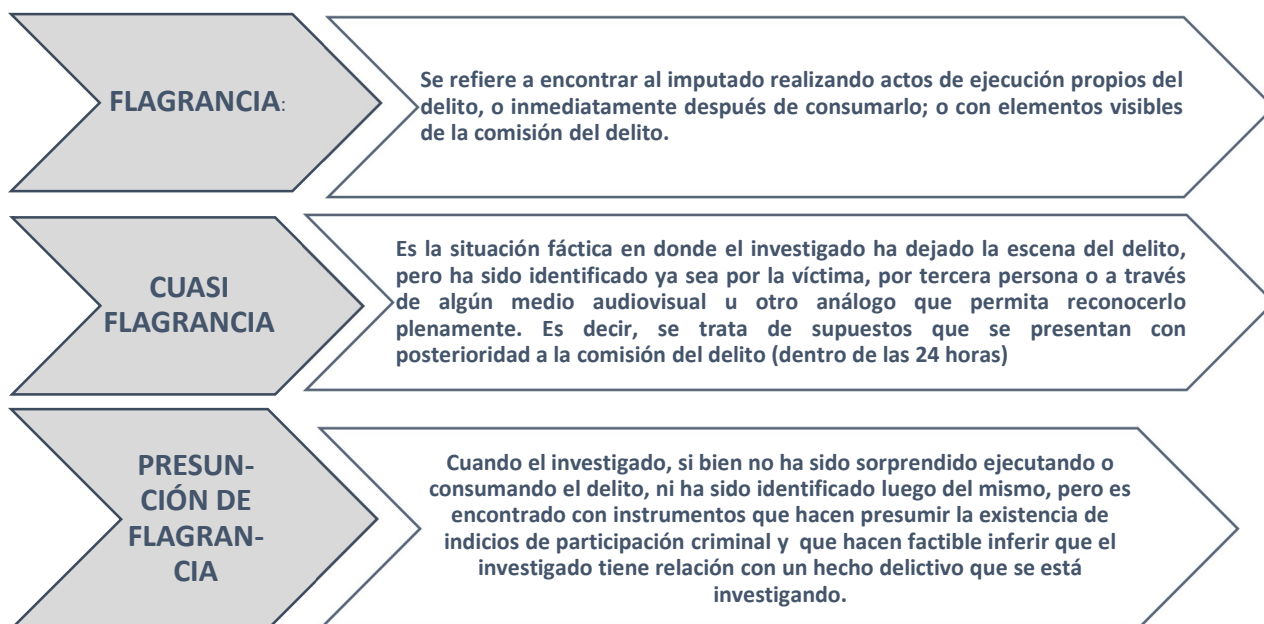 FLAGRANCIA:
Se refiere a encontrar al imputado realizando actos de ejecución propios del
delito, o inmediatamente después de consumarlo; o con elementos visibles
de la comisión del delito.
CUASI
FLAGRANCIA
Es la situación fáctica en donde el investigado ha dejado la escena del delito,
pero ha sido identificado ya sea por la víctima, por tercera persona o a través
de algún medio audiovisual u otro análogo que permita reconocerlo
plenamente. Es decir, se trata de supuestos que se presentan con
posterioridad a la comisión del delito (dentro de las 24 horas)
PRESUN-
CIÓN DE
FLAGRAN-
CIA
Cuando el investigado, si bien no ha sido sorprendido ejecutando o
consumando el delito, ni ha sido identificado luego del mismo, pero es
encontrado con instrumentos que hacen presumir la existencia de
indicios de participación criminal y que hacen factible inferir que el
investigado tiene relación con un hecho delictivo que se está
investigando.